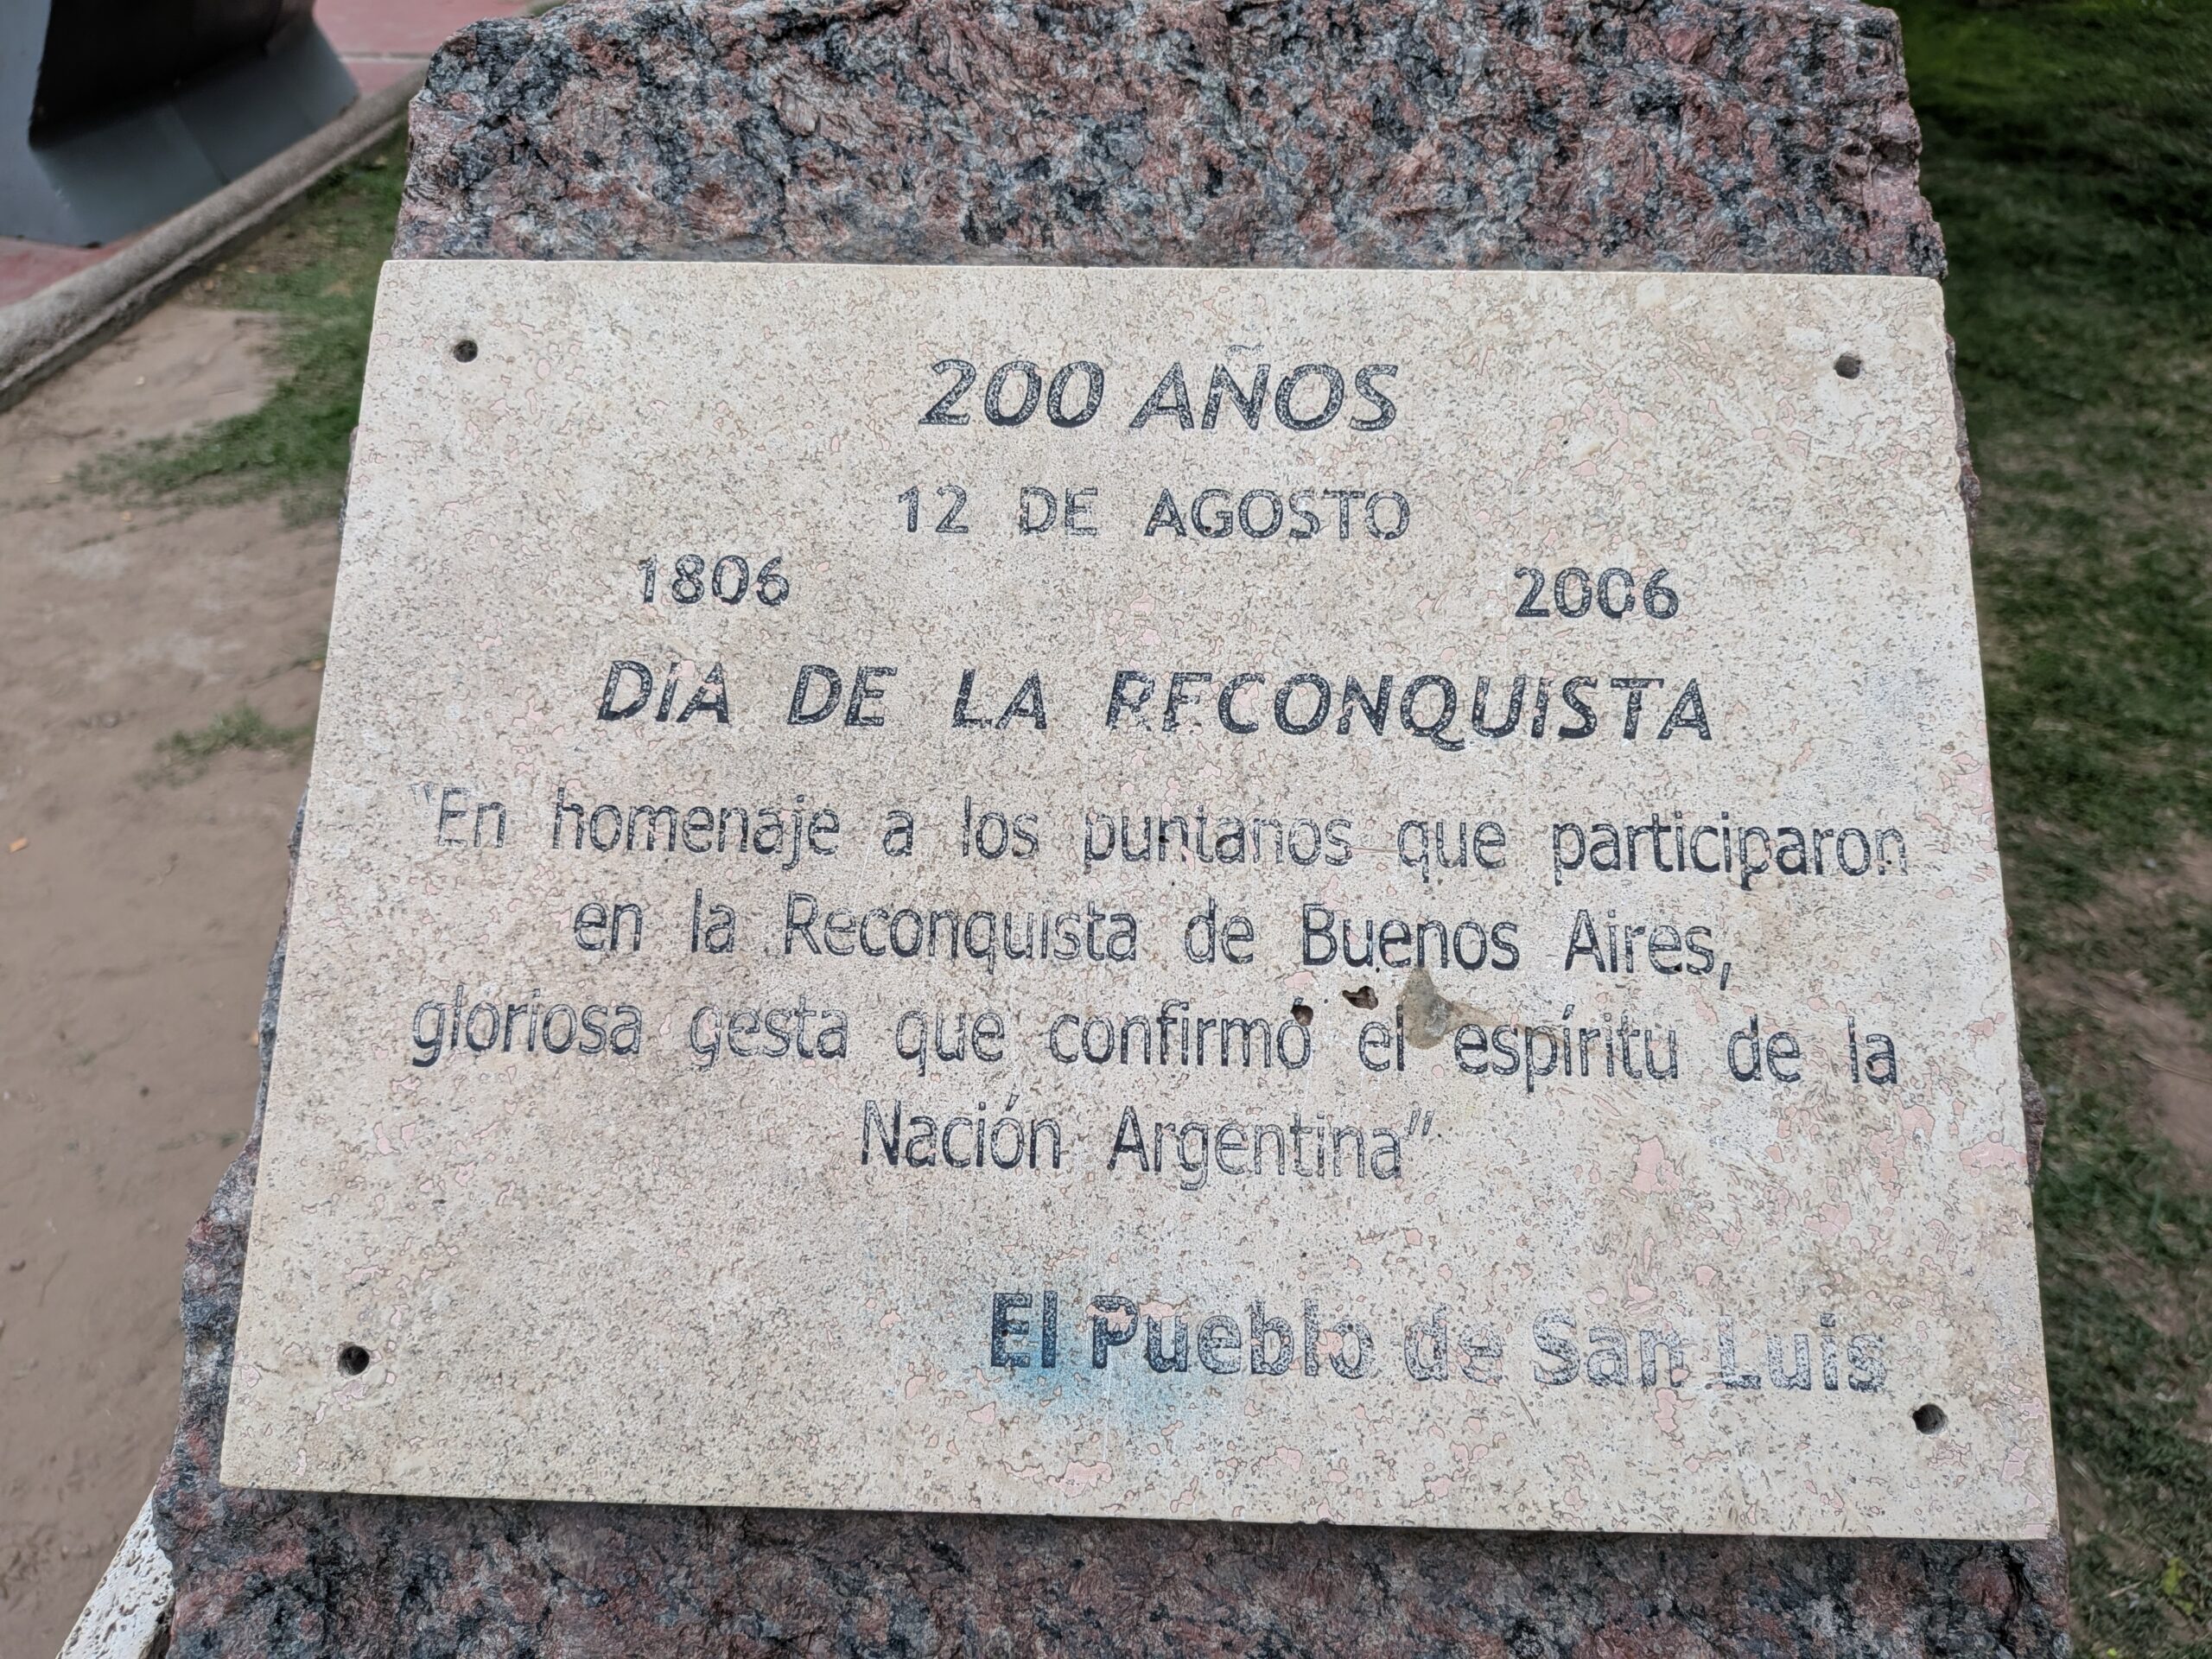 200 AÑOS
12 DE AGOSTO
1806 2006
DIA DE LA RECONQUISTA
"En homenaje a los puntanos que participaron
en la Reconquista de Buenos Aires,
gloriosa gesta que confirmó el espíritu de la
Nación Argentina"
El Pueblo de San Luis